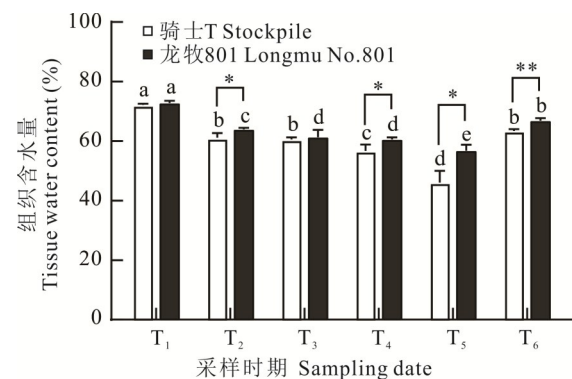 100
80
60
40
20
0
组织含水量
Tissue water content (%)
骑士T Stockpile
龙牧801 Longmu No.801
a a
* b c
b d
* c d
* d e
** b b
T₁ T₂ T₃ T₄ T₅ T₆
采样时期 Sampling date